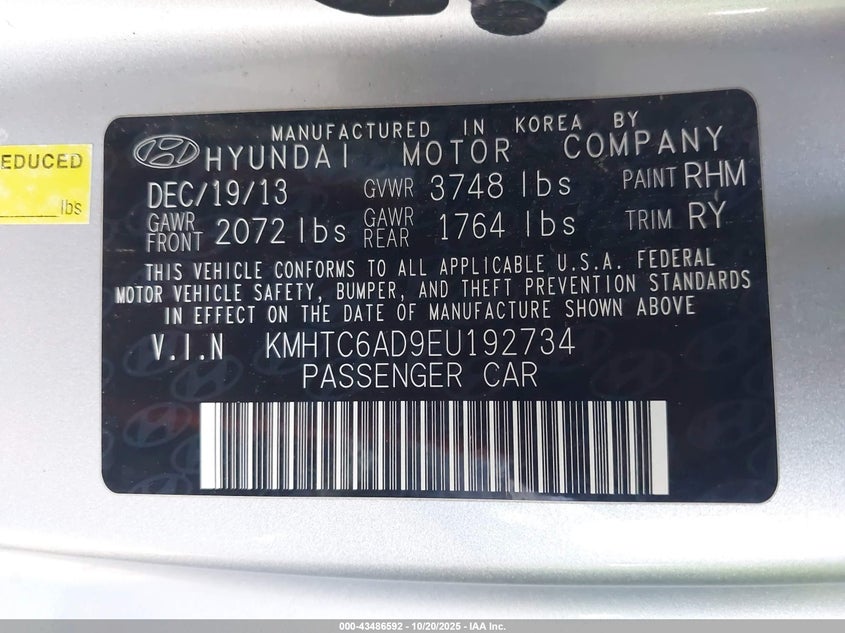 MANUFACTURED IN KOREA BY
HYUNDAI MOTOR COMPANY
DEC/19/13 GVWR 3748 lbs PAINT RHM
GAWR FRONT 2072 lbs GAWR REAR 1764 lbs TRIM RY
THIS VEHICLE CONFORMS TO ALL APPLICABLE U.S.A. FEDERAL
MOTOR VEHICLE SAFETY, BUMPER, AND THEFT PREVENTION STANDARDS
IN EFFECT ON THE DATE OF MANUFACTURE SHOWN ABOVE
V.I.N KMHTC6AD9EU192734
PASSENGER CAR
EDUCED
lbs
000-43486592 | 10/20/2025 | IAA Inc.